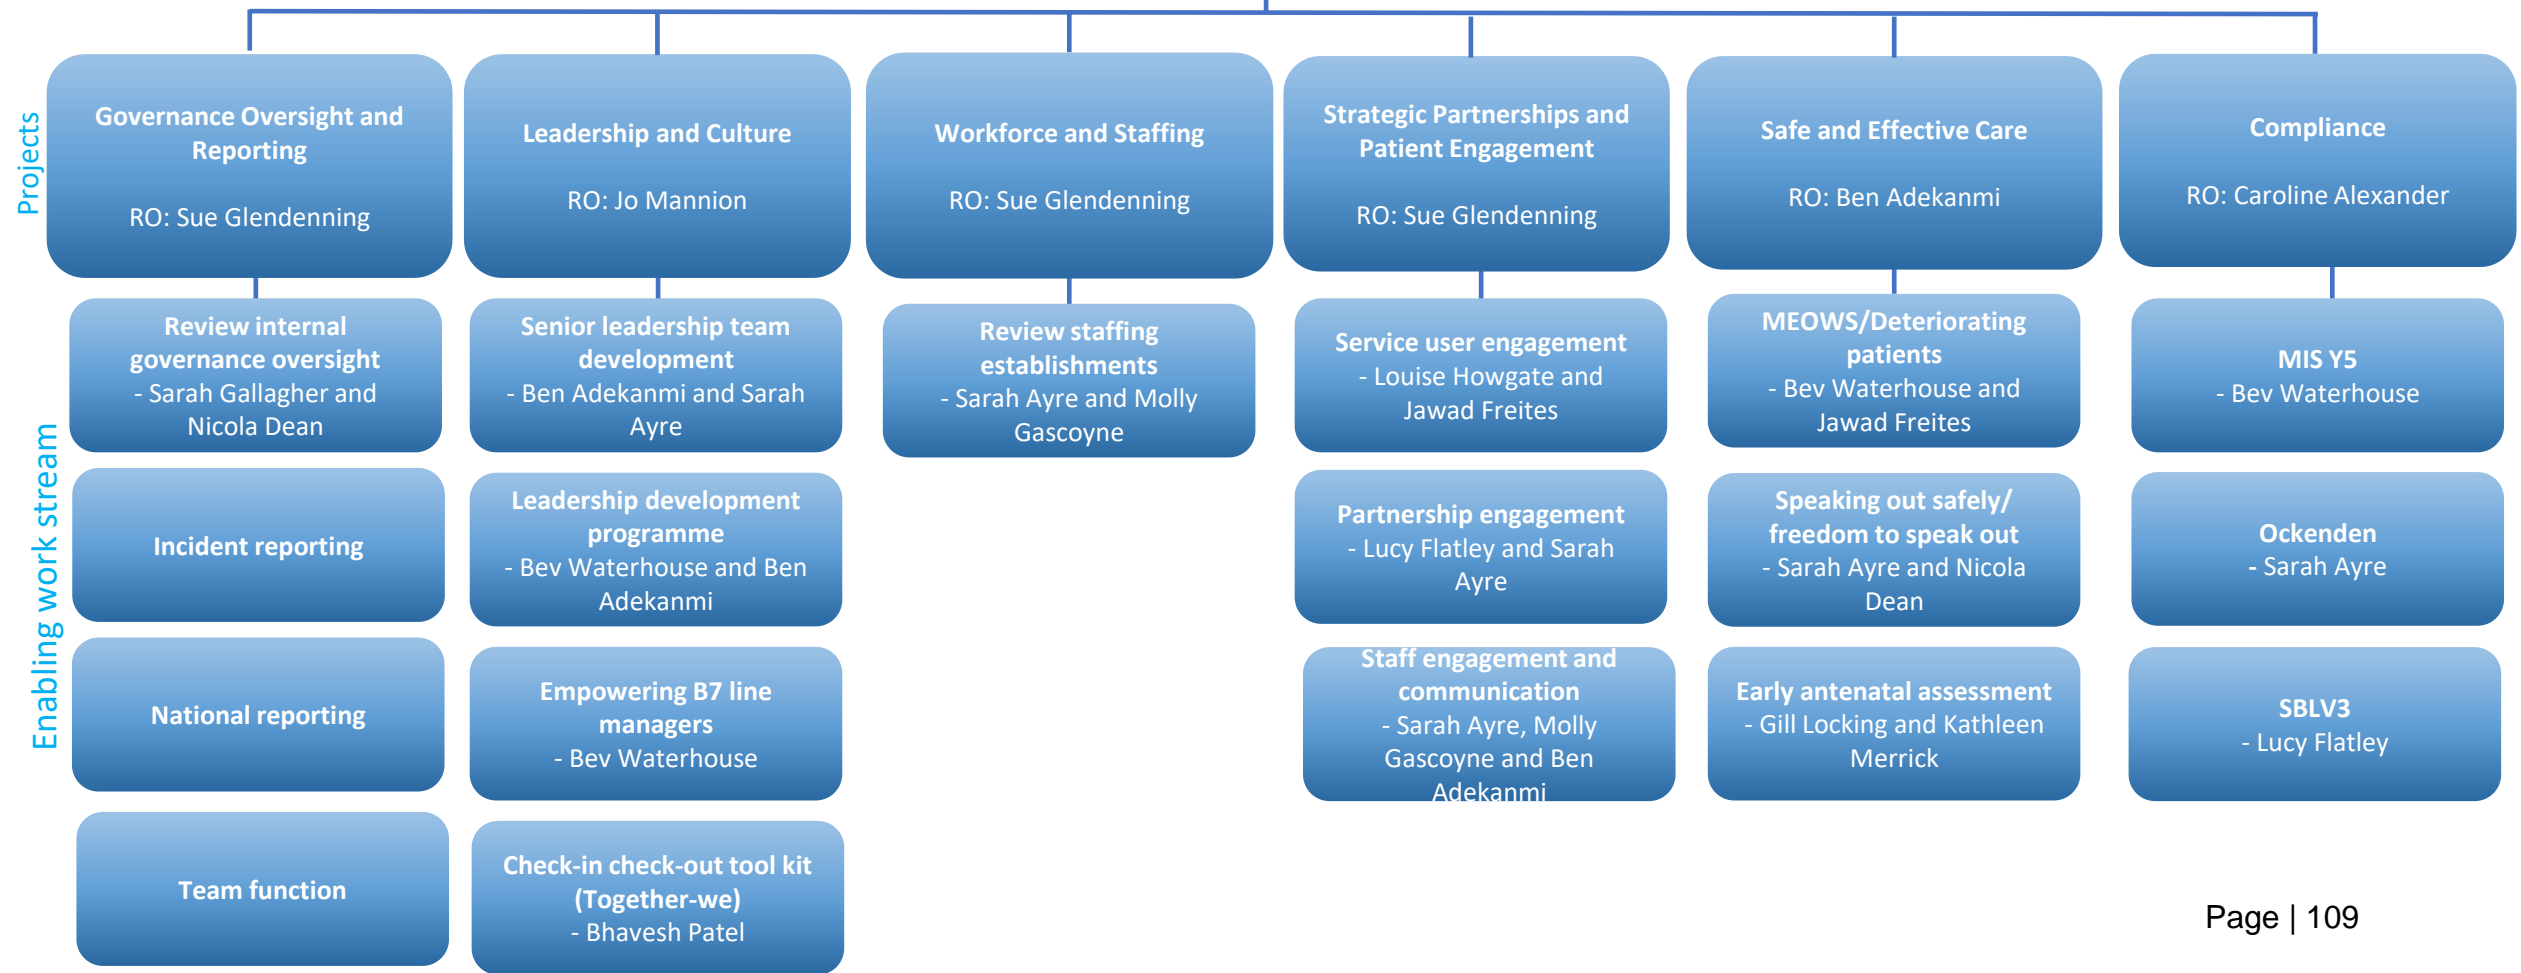 Projects
Governance Oversight and
Reporting
RO: Sue Glendenning
Leadership and Culture
RO: Jo Mannion
Workforce and Staffing
RO: Sue Glendenning
Strategic Partnerships and
Patient Engagement
RO: Sue Glendenning
Safe and Effective Care
RO: Ben Adekanmi
Compliance
RO: Caroline Alexander
Enabling work stream
Review internal
governance oversight
- Sarah Gallagher and
Nicola Dean
Incident reporting
National reporting
Team function
Senior leadership team
development
- Ben Adekanmi and Sarah
Ayre
Leadership development
programme
- Bev Waterhouse and Ben
Adekanmi
Empowering B7 line
managers
- Bev Waterhouse
Check-in check-out tool kit
(Together-we)
- Bhavesh Patel
Review staffing
establishments
- Sarah Ayre and Molly
Gascoyne
Service user engagement
- Louise Howgate and
Jawad Freites
Partnership engagement
- Lucy Flatley and Sarah
Ayre
Staff engagement and
communication
- Sarah Ayre, Molly
Gascoyne and Ben
Adekanmi
MEOWS/Deteriorating
patients
- Bev Waterhouse and
Jawad Freites
Speaking out safely/
freedom to speak out
- Sarah Ayre and Nicola
Dean
Early antenatal assessment
- Gill Locking and Kathleen
Merrick
MIS Y5
- Bev Waterhouse
Ockenden
- Sarah Ayre
SBLV3
- Lucy Flatley
Page | 109